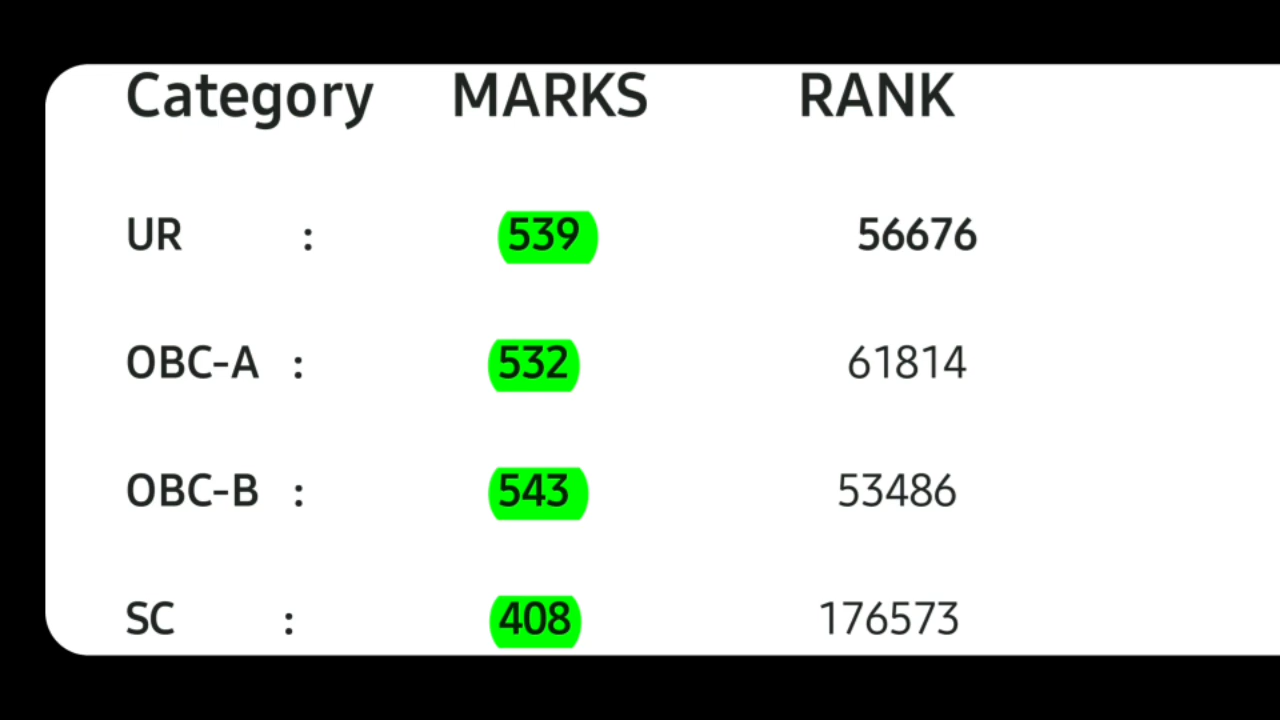 Category MARKS RANK
UR : 539 56676
OBC-A : 532 61814
OBC-B : 543 53486
SC : 408 176573